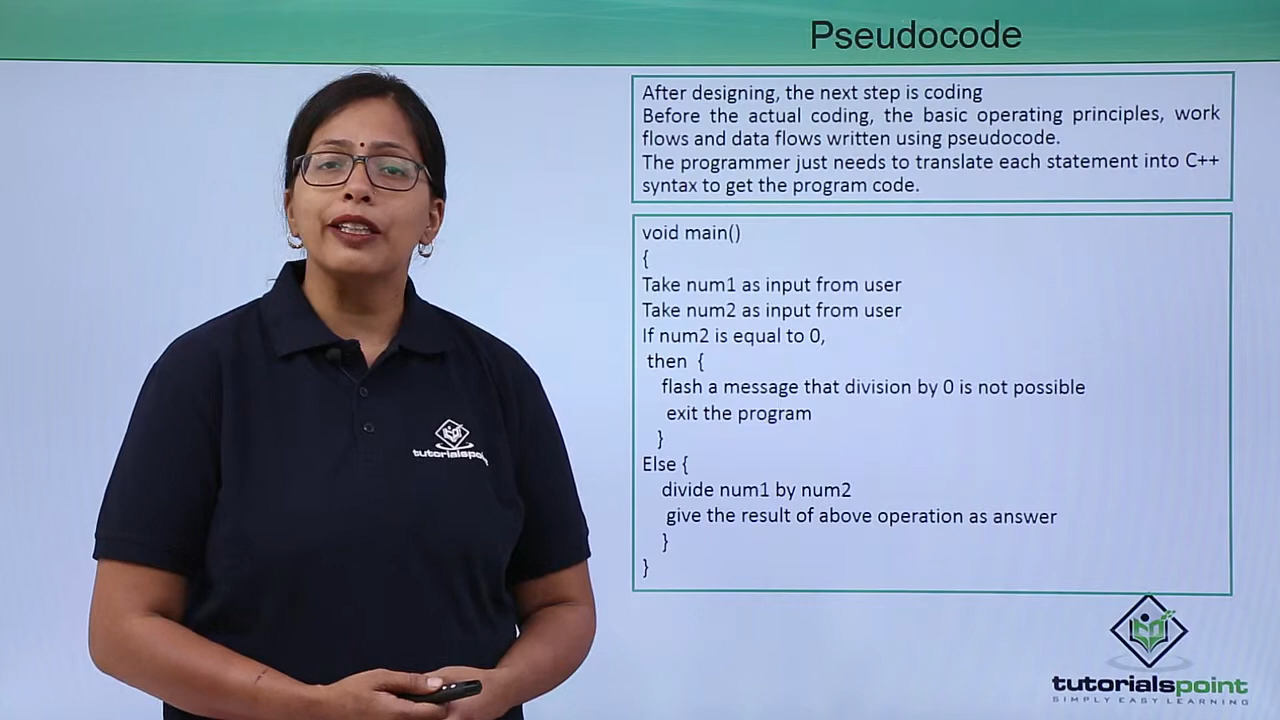 Pseudocode
After designing, the next step is coding
Before the actual coding, the basic operating principles, work
flows and data flows written using pseudocode.
The programmer just needs to translate each statement into C++
syntax to get the program code.
void main()
{
Take num1 as input from user
Take num2 as input from user
If num2 is equal to 0,
then {
flash a message that division by 0 is not possible
exit the program
}
Else {
divide num1 by num2
give the result of above operation as answer
}
}
tutorialspoint
tutorialspoint
SIMPLY EASY LEARNING